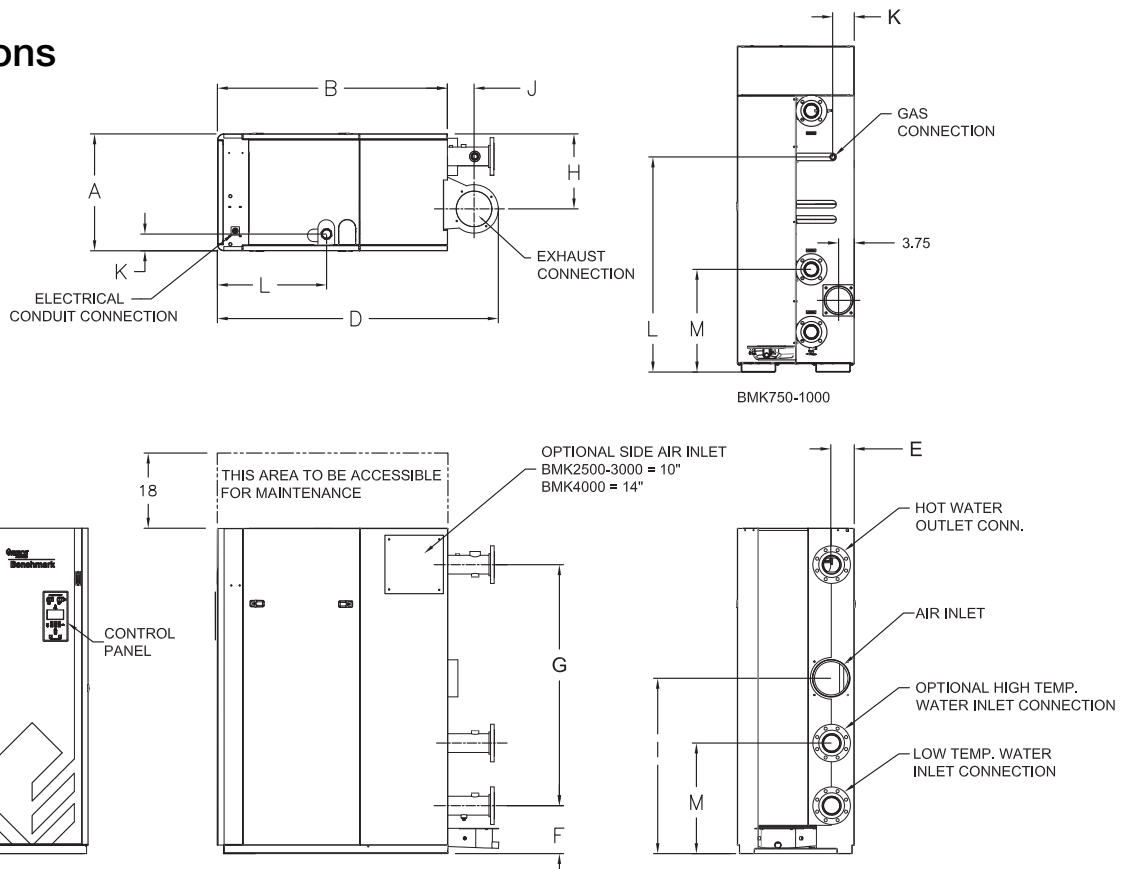 ons
B
J
K
A
H
GAS
CONNECTION
3.75
K
L
D
EXHAUST
CONNECTION
ELECTRICAL
CONDUIT CONNECTION
L
M
BMK750-1000
18
THIS AREA TO BE ACCESSIBLE
FOR MAINTENANCE
OPTIONAL SIDE AIR INLET
BMK2500-3000 = 10"
BMK4000 = 14"
E
HOT WATER
OUTLET CONN.
Benchmark
CONTROL
PANEL
G
AIR INLET
OPTIONAL HIGH TEMP.
WATER INLET CONNECTION
LOW TEMP. WATER
INLET CONNECTION
M
F